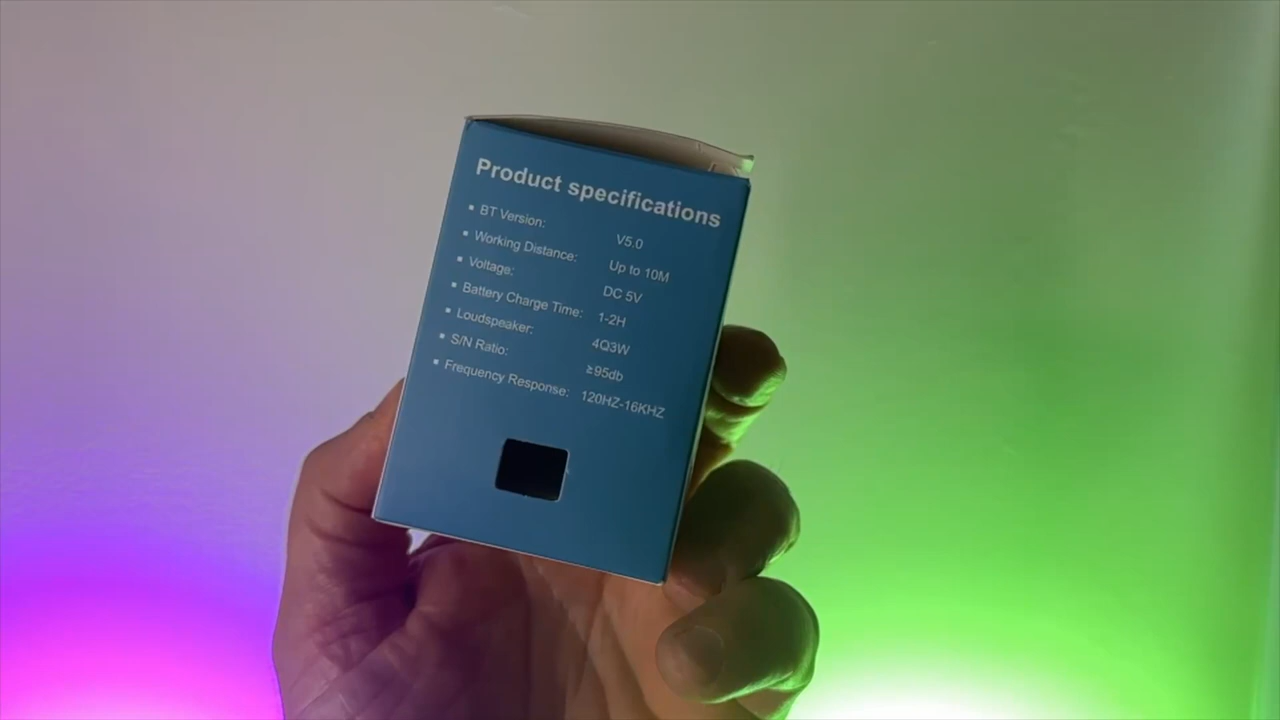 Product specifications
▪ BT Version: V5.0
▪ Working Distance: Up to 10M
▪ Voltage: DC 5V
▪ Battery Charge Time: 1-2H
▪ Loudspeaker: 4Q3W
▪ S/N Ratio: ≥95db
▪ Frequency Response: 120HZ-16KHZ